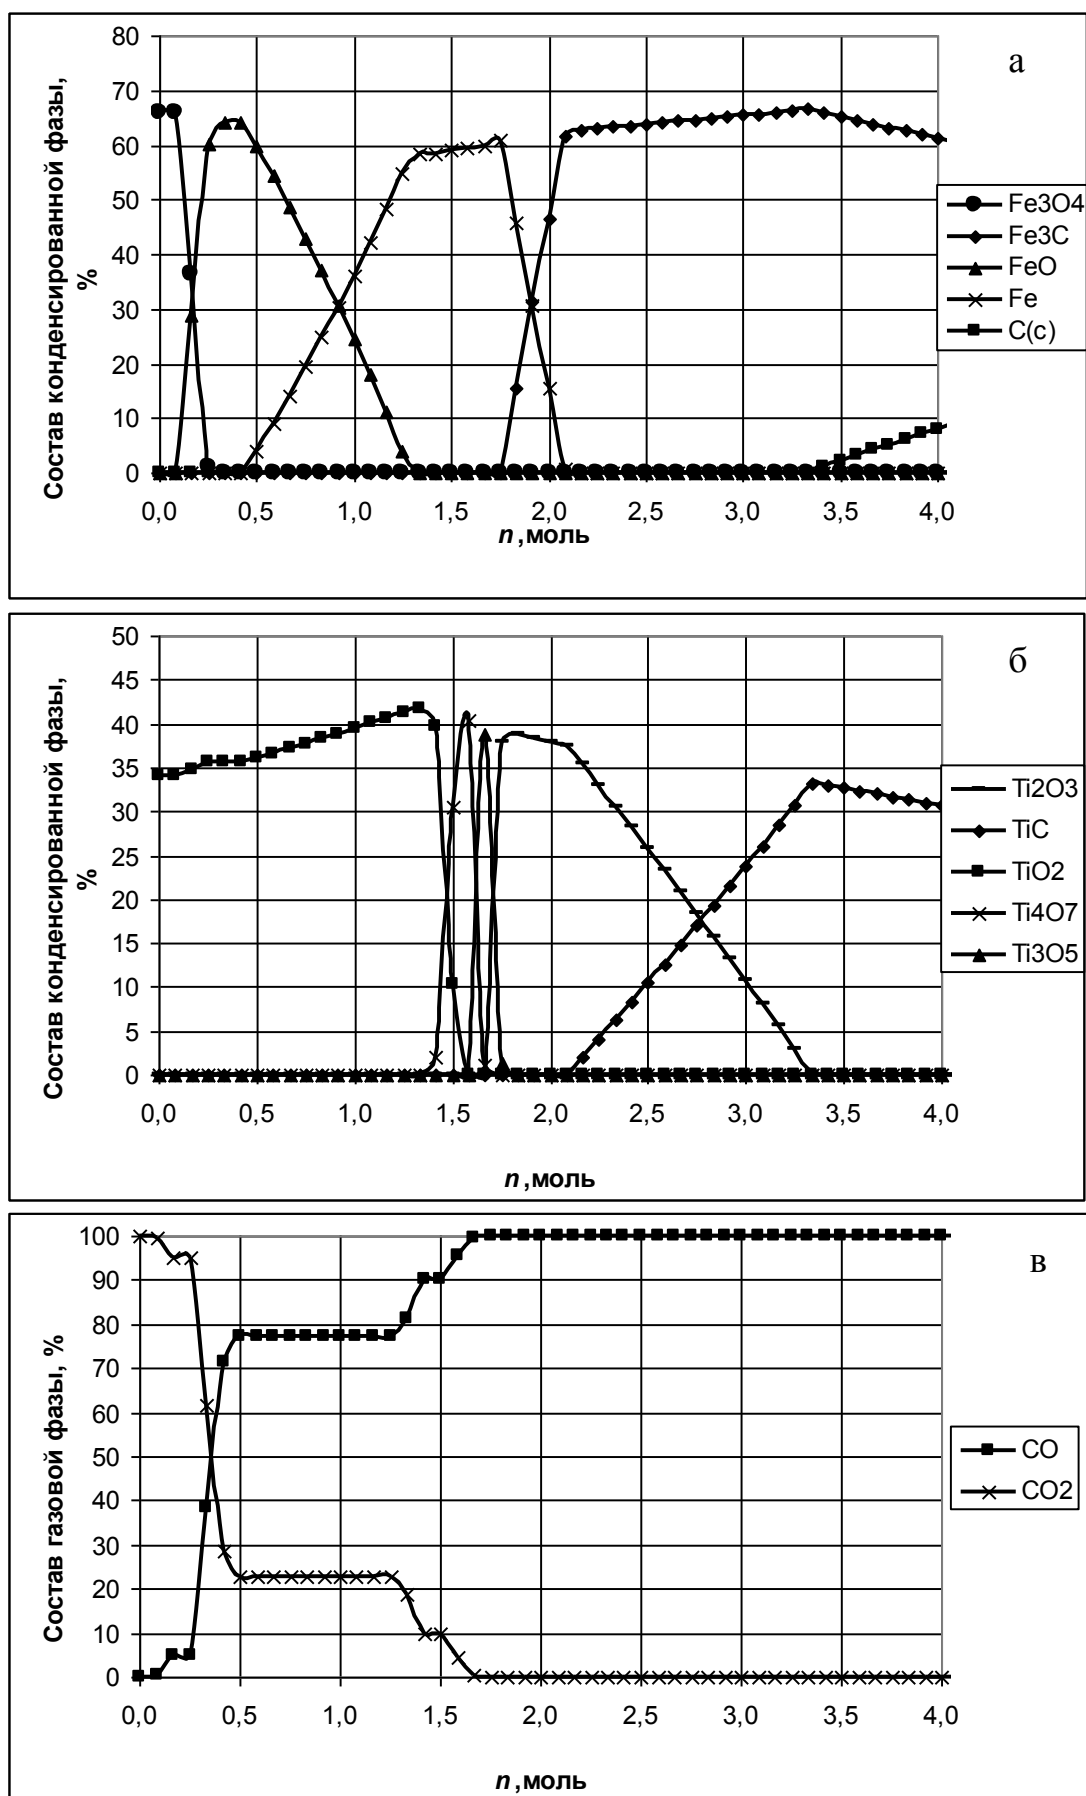 80
70
60
50
40
30
20
10
0
Состав конденсированной фазы,
%
а
Fe3O4
Fe3C
FeO
Fe
C(c)
0,0 0,5 1,0 1,5 2,0 2,5 3,0 3,5 4,0
n,моль
50
45
40
35
30
25
20
15
10
5
0
Состав конденсированной фазы,
%
б
Ti2O3
TiC
TiO2
Ti4O7
Ti3O5
0,0 0,5 1,0 1,5 2,0 2,5 3,0 3,5 4,0
n,моль
100
90
80
70
60
50
40
30
20
10
0
Состав газовой фазы, %
в
CO
CO2
0,0 0,5 1,0 1,5 2,0 2,5 3,0 3,5 4,0
n,моль